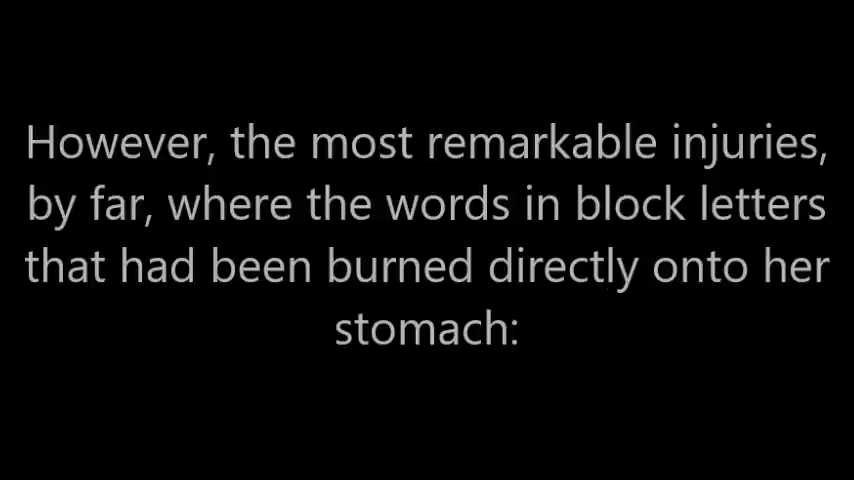 However, the most remarkable injuries,
by far, where the words in block letters
that had been burned directly onto her
stomach: